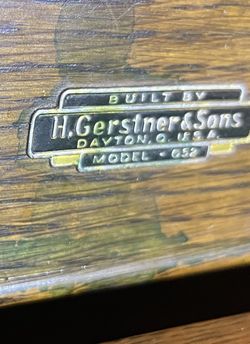 BUILT BY
H. Gerstner & Sons
DAYTON, O. U.S.A.
MODEL - 052